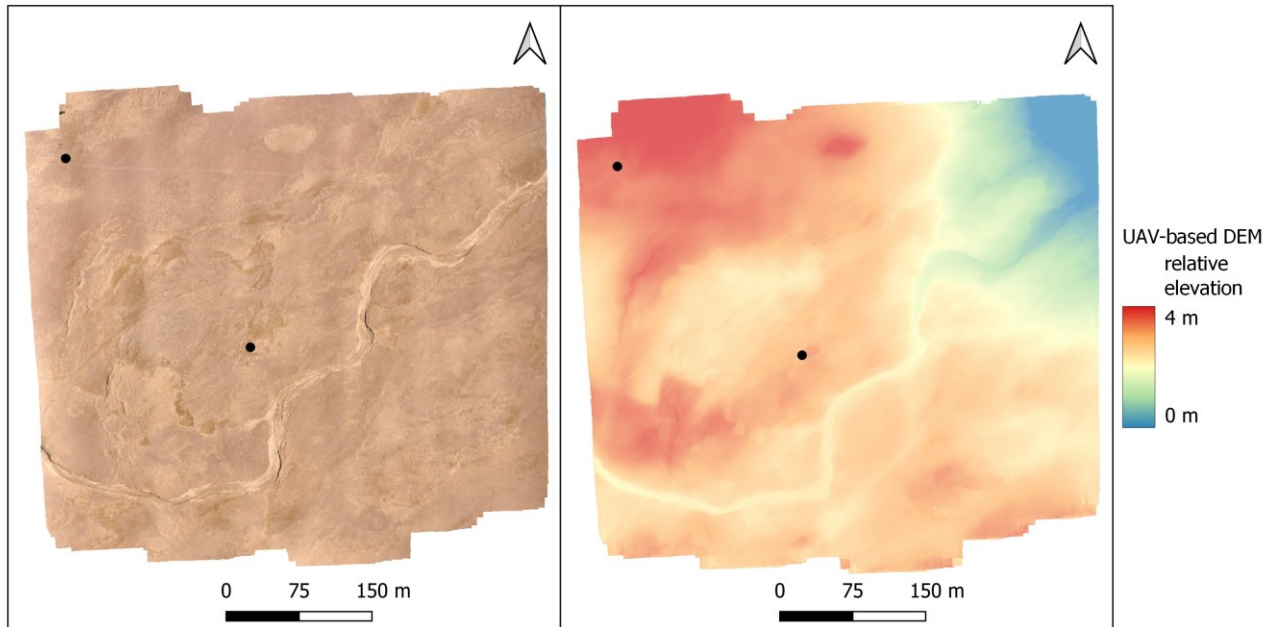 UAV-based DEM
relative
elevation
4 m
0 m
0 75 150 m
0 75 150 m